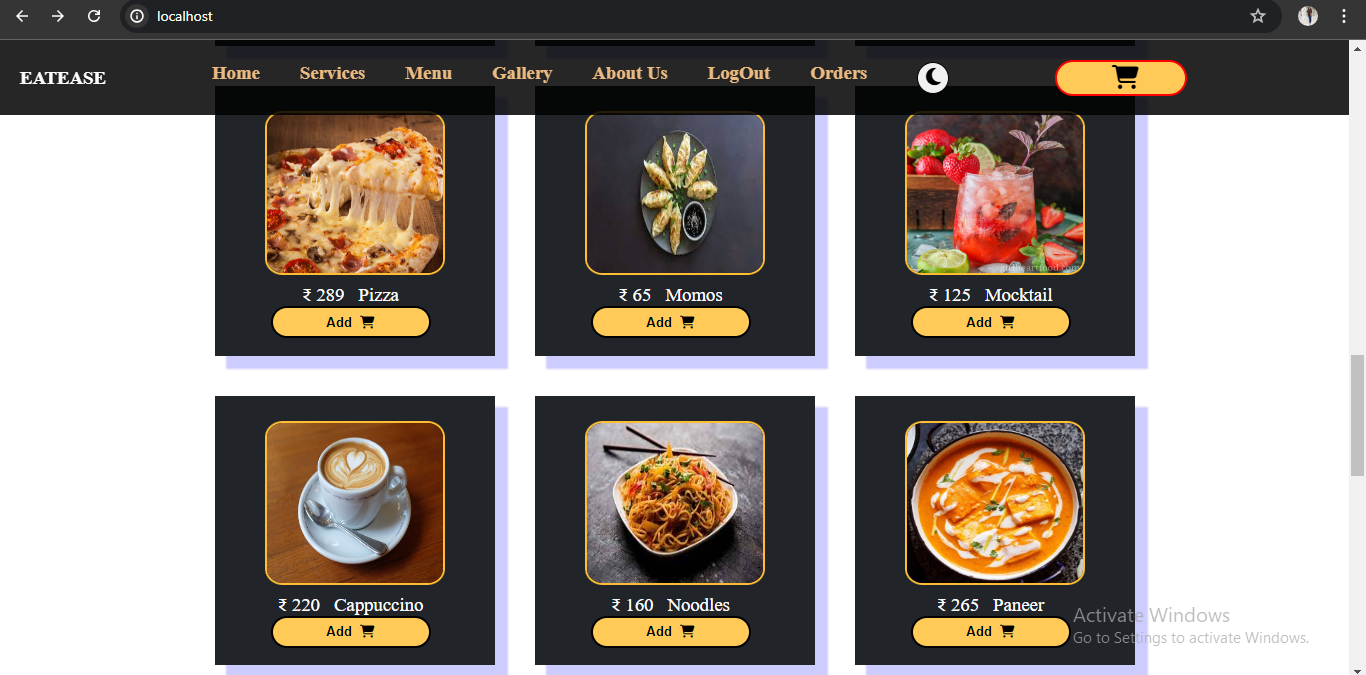 localhost
EATEASE
Home Services Menu Gallery About Us LogOut Orders
₹ 289 Pizza
₹ 65 Momos
₹ 125 Mocktail
Add
Add
Add
₹ 220 Cappuccino
₹ 160 Noodles
₹ 265 Paneer
Add
Add
Add
Activate Windows
Go to Settings to activate Windows.